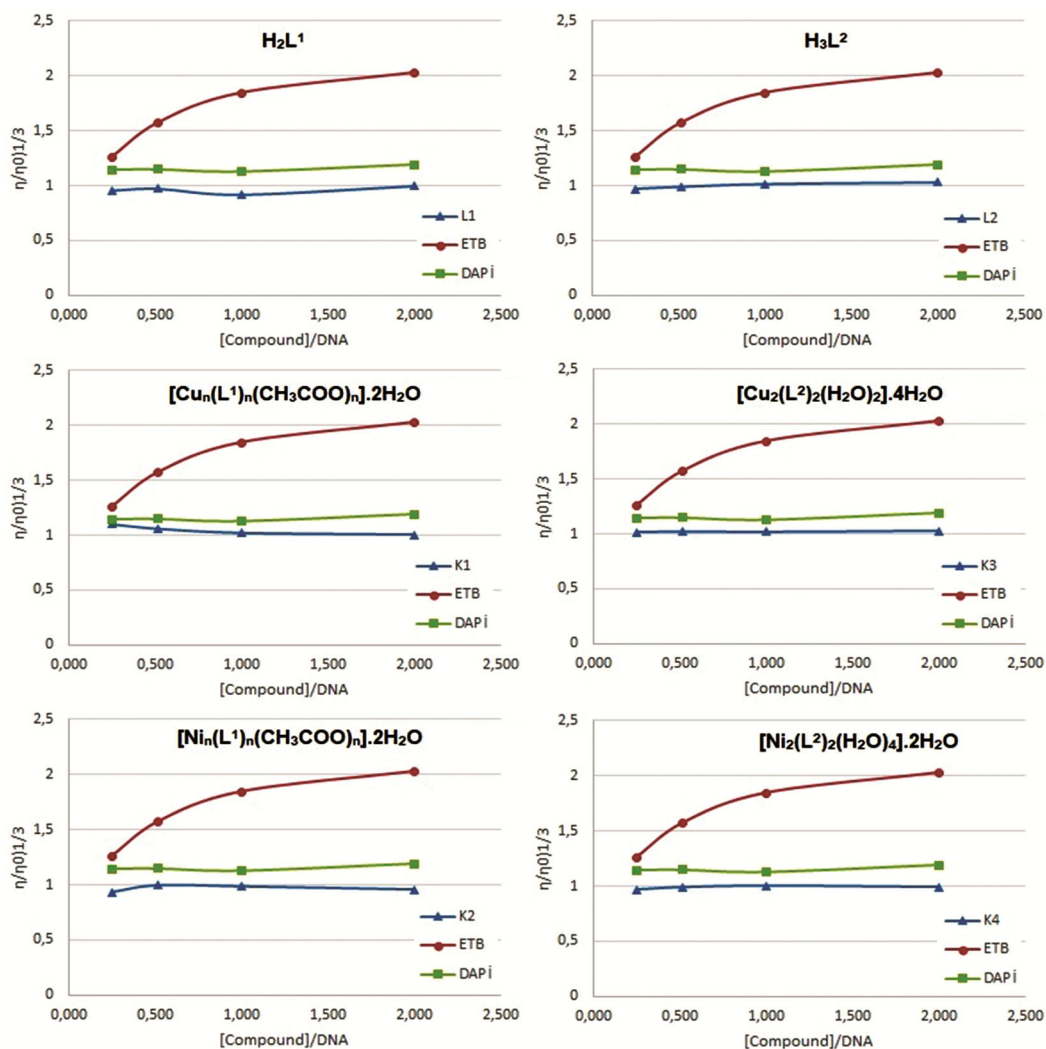 H₂L¹
2,5
2
1,5
1
0,5
0
η/η0)1/3
L1
ETB
DAPİ
0,000 0,500 1,000 1,500 2,000 2,500
[Compound]/DNA
H₃L²
2,5
2
1,5
1
0,5
0
η/η0)1/3
L2
ETB
DAPİ
0,000 0,500 1,000 1,500 2,000 2,500
[Compound]/DNA
[Cuₙ(L¹)ₙ(CH₃COO)ₙ].2H₂O
2,5
2
1,5
1
0,5
0
η/η0)1/3
K1
ETB
DAPİ
0,000 0,500 1,000 1,500 2,000 2,500
[Compound]/DNA
[Cu₂(L²)₂(H₂O)₂].4H₂O
2,5
2
1,5
1
0,5
0
η/η0)1/3
K3
ETB
DAPİ
0,000 0,500 1,000 1,500 2,000 2,500
[Compound]/DNA
[Niₙ(L¹)ₙ(CH₃COO)ₙ].2H₂O
2,5
2
1,5
1
0,5
0
η/η0)1/3
K2
ETB
DAPİ
0,000 0,500 1,000 1,500 2,000 2,500
[Compound]/DNA
[Ni₂(L²)₂(H₂O)₄].2H₂O
2,5
2
1,5
1
0,5
0
η/η0)1/3
K4
ETB
DAPİ
0,000 0,500 1,000 1,500 2,000 2,500
[Compound]/DNA